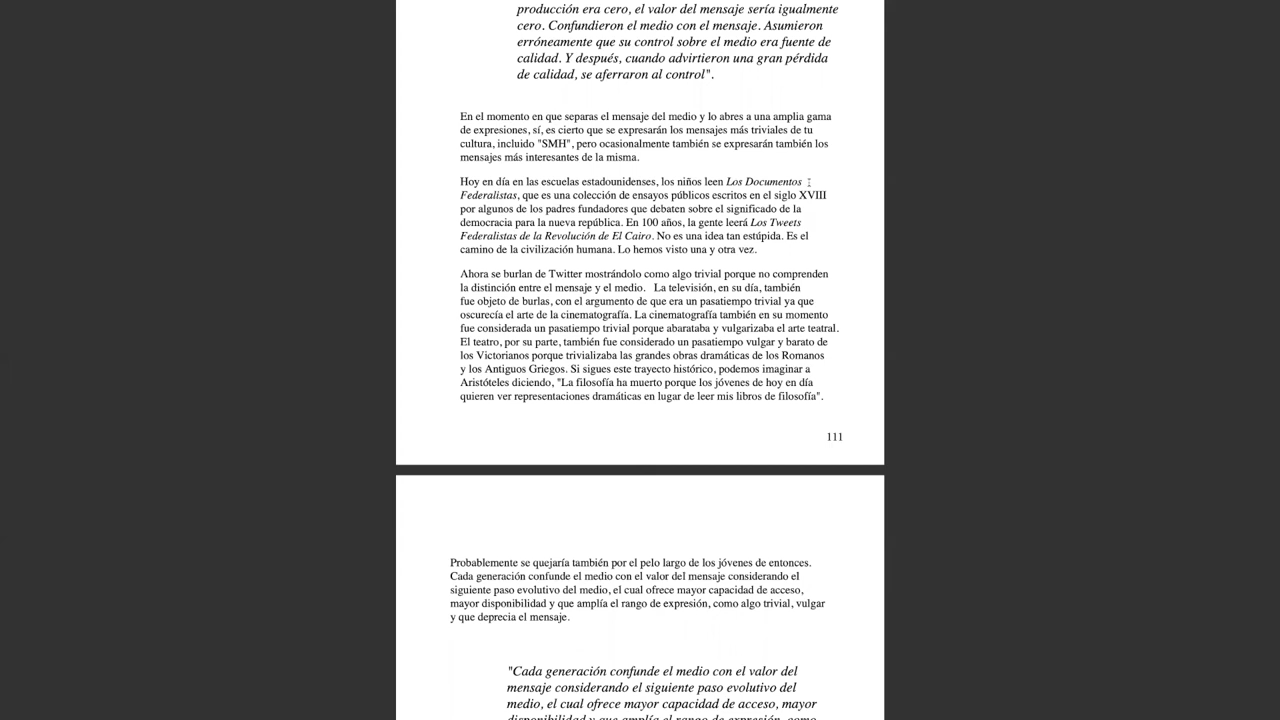 producción era cero, el valor del mensaje sería igualmente
cero. Confundieron el medio con el mensaje. Asumieron
erróneamente que su control sobre el medio era fuente de
calidad. Y después, cuando advirtieron una gran pérdida
de calidad, se aferraron al control".
En el momento en que separas el mensaje del medio y lo abres a una amplia gama
de expresiones, sí, es cierto que se expresarán los mensajes más triviales de tu
cultura, incluido "SMH", pero ocasionalmente también se expresarán también los
mensajes más interesantes de la misma.
Hoy en día en las escuelas estadounidenses, los niños leen Los Documentos
Federalistas, que es una colección de ensayos públicos escritos en el siglo XVIII
por algunos de los padres fundadores que debaten sobre el significado de la
democracia para la nueva república. En 100 años, la gente leerá Los Tweets
Federalistas de la Revolución de El Cairo. No es una idea tan estúpida. Es el
camino de la civilización humana. Lo hemos visto una y otra vez.
Ahora se burlan de Twitter mostrándolo como algo trivial porque no comprenden
la distinción entre el mensaje y el medio. La televisión, en su día, también
fue objeto de burlas, con el argumento de que era un pasatiempo trivial ya que
oscurecía el arte de la cinematografía. La cinematografía también en su momento
fue considerada un pasatiempo trivial porque abarataba y vulgarizaba el arte teatral.
El teatro, por su parte, también fue considerado un pasatiempo vulgar y barato de
los Victorianos porque trivializaba las grandes obras dramáticas de los Romanos
y los Antiguos Griegos. Si sigues este trayecto histórico, podemos imaginar a
Aristóteles diciendo, "La filosofía ha muerto porque los jóvenes de hoy en día
quieren ver representaciones dramáticas en lugar de leer mis libros de filosofía".
111
Probablemente se quejaría también por el pelo largo de los jóvenes de entonces.
Cada generación confunde el medio con el valor del mensaje considerando el
siguiente paso evolutivo del medio, el cual ofrece mayor capacidad de acceso,
mayor disponibilidad y que amplía el rango de expresión, como algo trivial, vulgar
y que deprecia el mensaje.
"Cada generación confunde el medio con el valor del
mensaje considerando el siguiente paso evolutivo del
medio, el cual ofrece mayor capacidad de acceso, mayor
disponibilidad y que amplía el rango de expresión, como